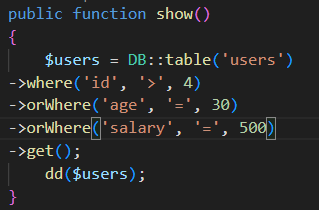 public function show()
{
    $users = DB::table('users')
->where('id', '>', 4)
->orWhere('age', '=', 30)
->orWhere('salary', '=', 500)
->get();
    dd($users);
}